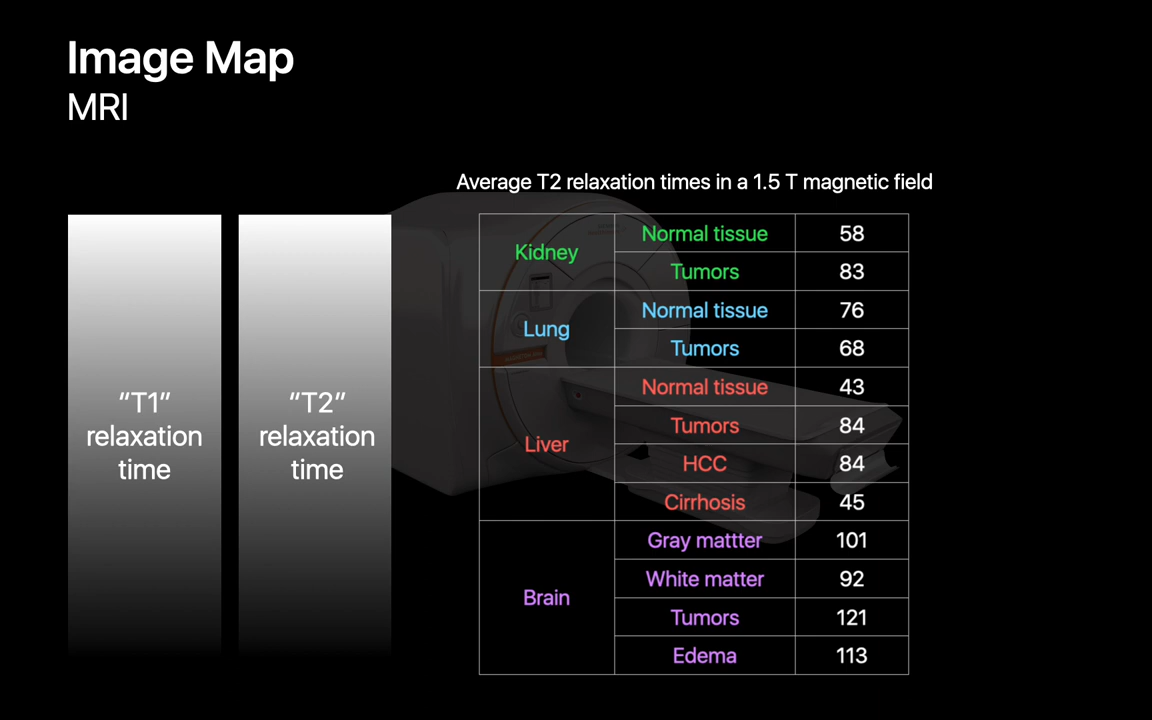 Image Map
MRI
Average T2 relaxation times in a 1.5 T magnetic field
“T1”
relaxation
time
“T2”
relaxation
time
Kidney
Normal tissue 58
Tumors 83
Lung
Normal tissue 76
Tumors 68
Liver
Normal tissue 43
Tumors 84
HCC 84
Cirrhosis 45
Brain
Gray mattter 101
White matter 92
Tumors 121
Edema 113